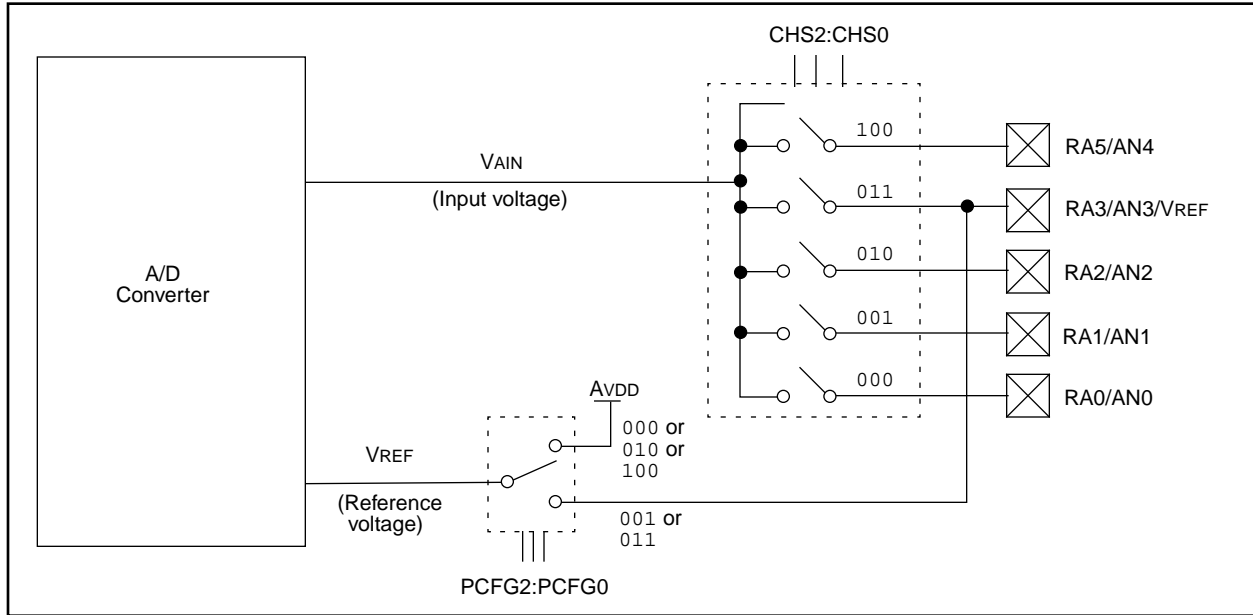 CHS2:CHS0
100
RA5/AN4
VAIN
(Input voltage)
011
RA3/AN3/VREF
A/D
Converter
010
RA2/AN2
001
RA1/AN1
000
RA0/AN0
AVDD
000 or
010 or
100
VREF
(Reference
voltage)
001 or
011
PCFG2:PCFG0